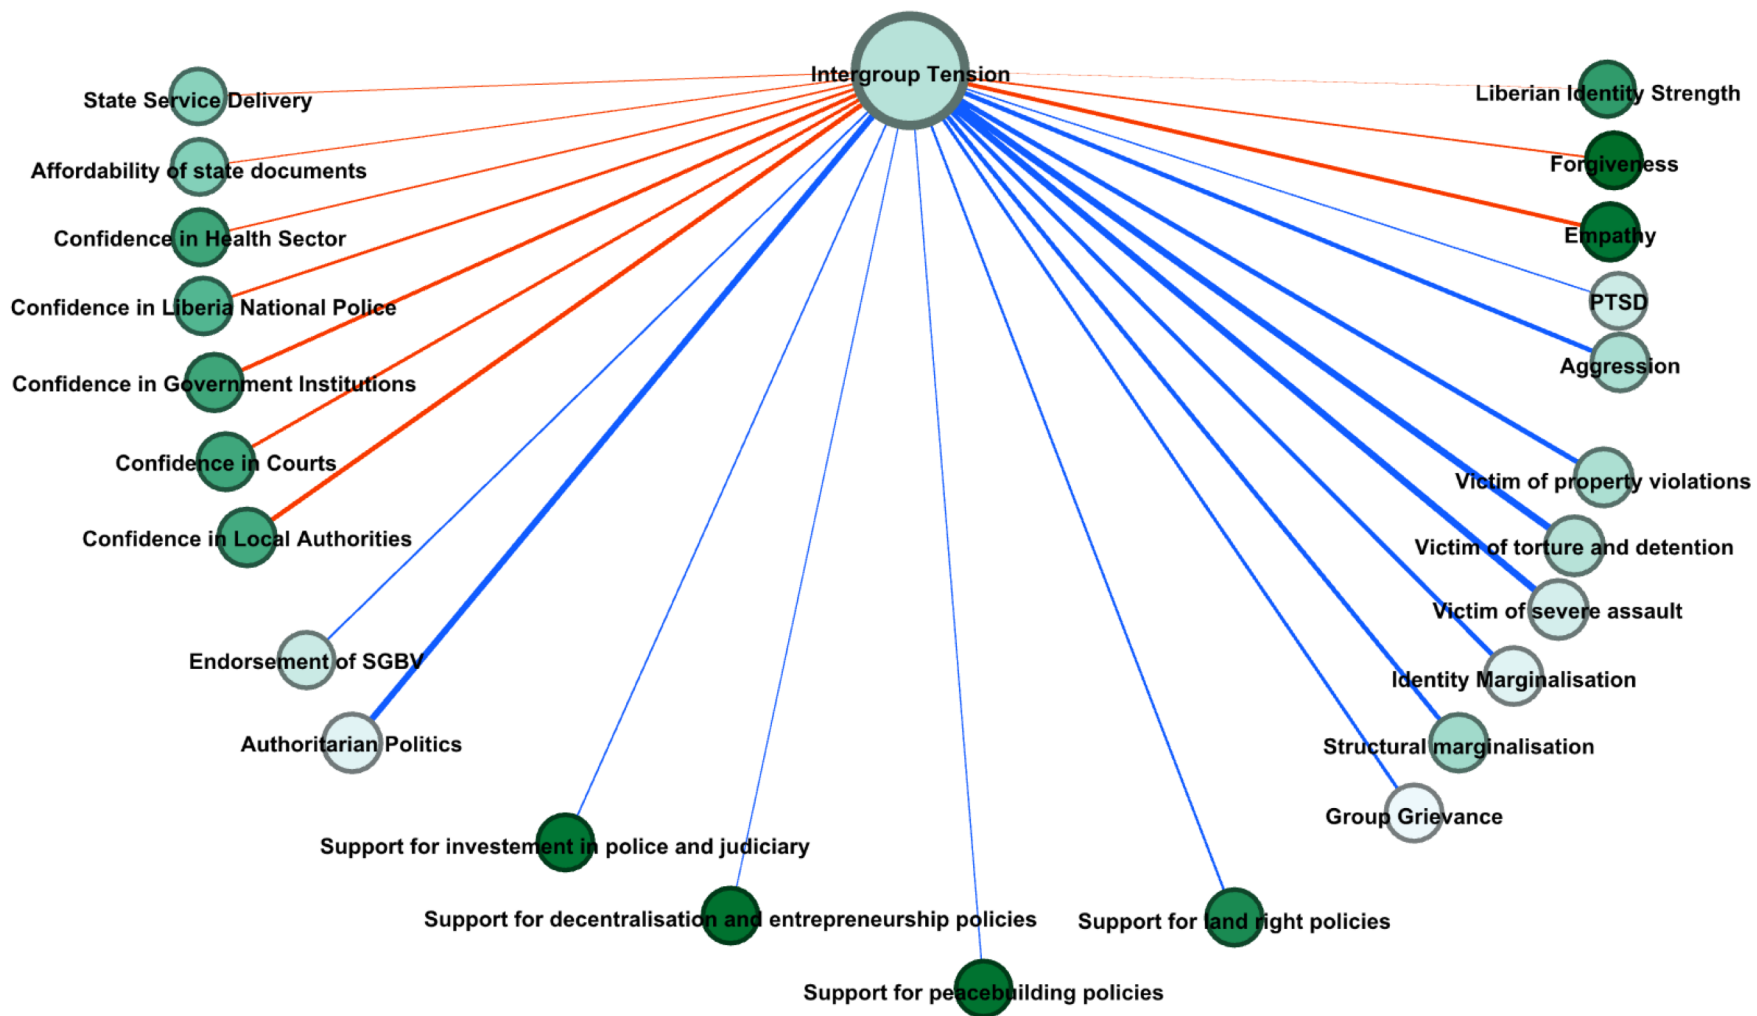 Intergroup Tension
State Service Delivery
Affordability of state documents
Confidence in Health Sector
Confidence in Liberia National Police
Confidence in Government Institutions
Confidence in Courts
Confidence in Local Authorities
Endorsement of SGBV
Authoritarian Politics
Support for investement in police and judiciary
Support for decentralisation and entrepreneurship policies
Support for peacebuilding policies
Support for land right policies
Group Grievance
Structural marginalisation
Identity Marginalisation
Victim of severe assault
Victim of torture and detention
Victim of property violations
Aggression
PTSD
Empathy
Forgiveness
Liberian Identity Strength